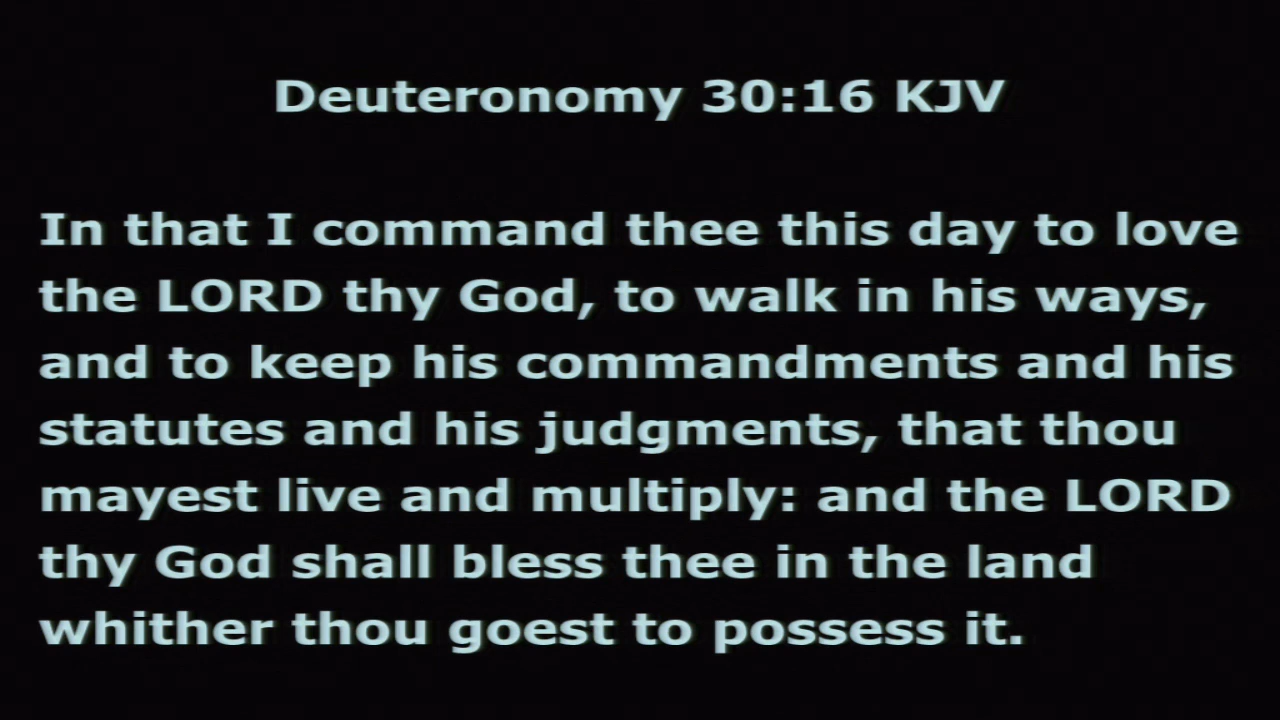 Deuteronomy 30:16 KJV
In that I command thee this day to love
the LORD thy God, to walk in his ways,
and to keep his commandments and his
statutes and his judgments, that thou
mayest live and multiply: and the LORD
thy God shall bless thee in the land
whither thou goest to possess it.